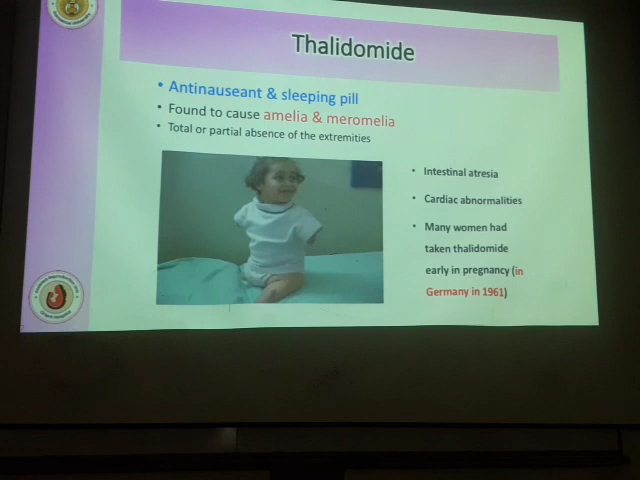 Thalidomide
• Antinauseant & sleeping pill
• Found to cause amelia & meromelia
• Total or partial absence of the extremities
• Intestinal atresia
• Cardiac abnormalities
• Many women had
taken thalidomide
early in pregnancy (in
Germany in 1961)